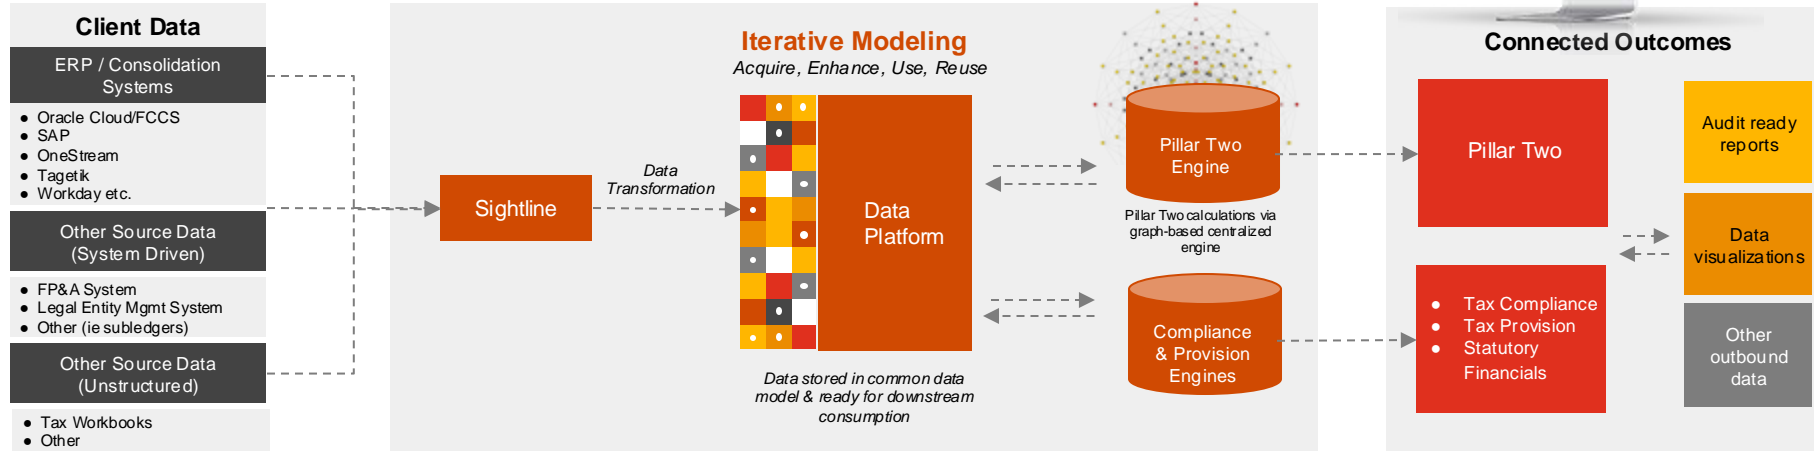 Client Data
ERP / Consolidation
Systems
● Oracle Cloud/FCCS
● SAP
● OneStream
● Tagetik
● Workday etc.
Other Source Data
(System Driven)
● FP&A System
● Legal Entity Mgmt System
● Other (ie subledgers)
Other Source Data
(Unstructured)
● Tax Workbooks
● Other
Sightline
Data
Transformation
Iterative Modeling
Acquire, Enhance, Use, Reuse
Data
Platform
Data stored in common data
model & ready for downstream
consumption
Pillar Two
Engine
Pillar Two calculations via
graph-based centralized
engine
Compliance
& Provision
Engines
Connected Outcomes
Pillar Two
● Tax Compliance
● Tax Provision
● Statutory
Financials
Audit ready
reports
Data
visualizations
Other
outbound
data